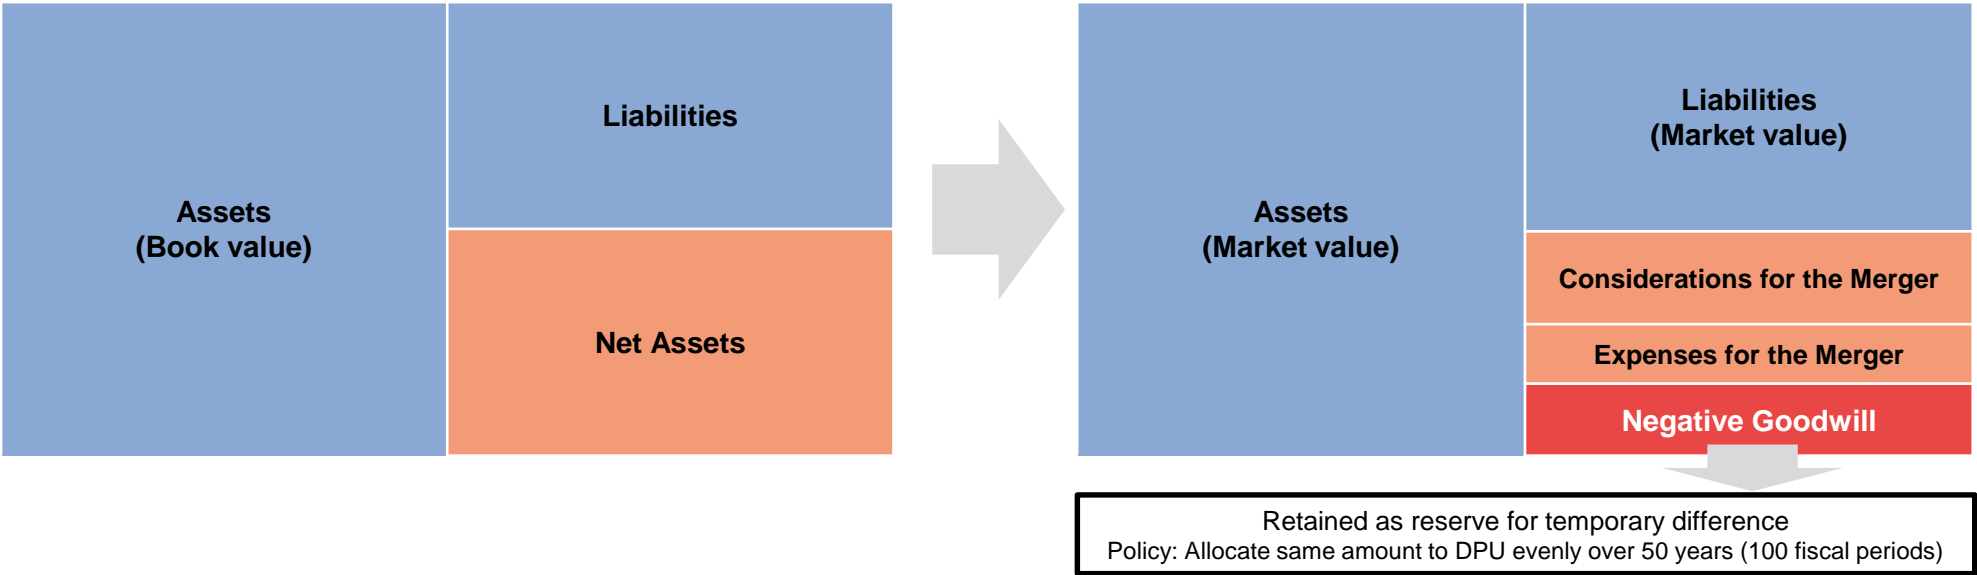 Assets
(Book value)
Liabilities
Net Assets
Assets
(Market value)
Liabilities
(Market value)
Considerations for the Merger
Expenses for the Merger
Negative Goodwill
Retained as reserve for temporary difference
Policy: Allocate same amount to DPU evenly over 50 years (100 fiscal periods)